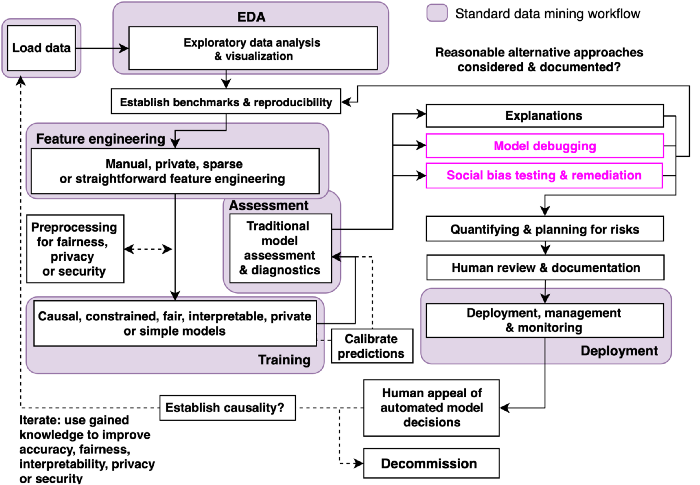 EDA
Standard data mining workflow
Load data
Exploratory data analysis
& visualization
Reasonable alternative approaches
considered & documented?
Establish benchmarks & reproducibility
Explanations
Feature engineering
Model debugging
Manual, private, sparse
or straightforward feature engineering
Social bias testing & remediation
Assessment
Traditional
model
assessment
& diagnostics
Preprocessing
for fairness,
privacy
or security
Quantifying & planning for risks
Human review & documentation
Causal, constrained, fair, interpretable, private
or simple models
Training
Calibrate
predictions
Deployment, management
& monitoring
Deployment
Human appeal of
automated model
decisions
Establish causality?
Iterate: use gained
knowledge to improve
accuracy, fairness,
interpretability, privacy
or security
Decommission